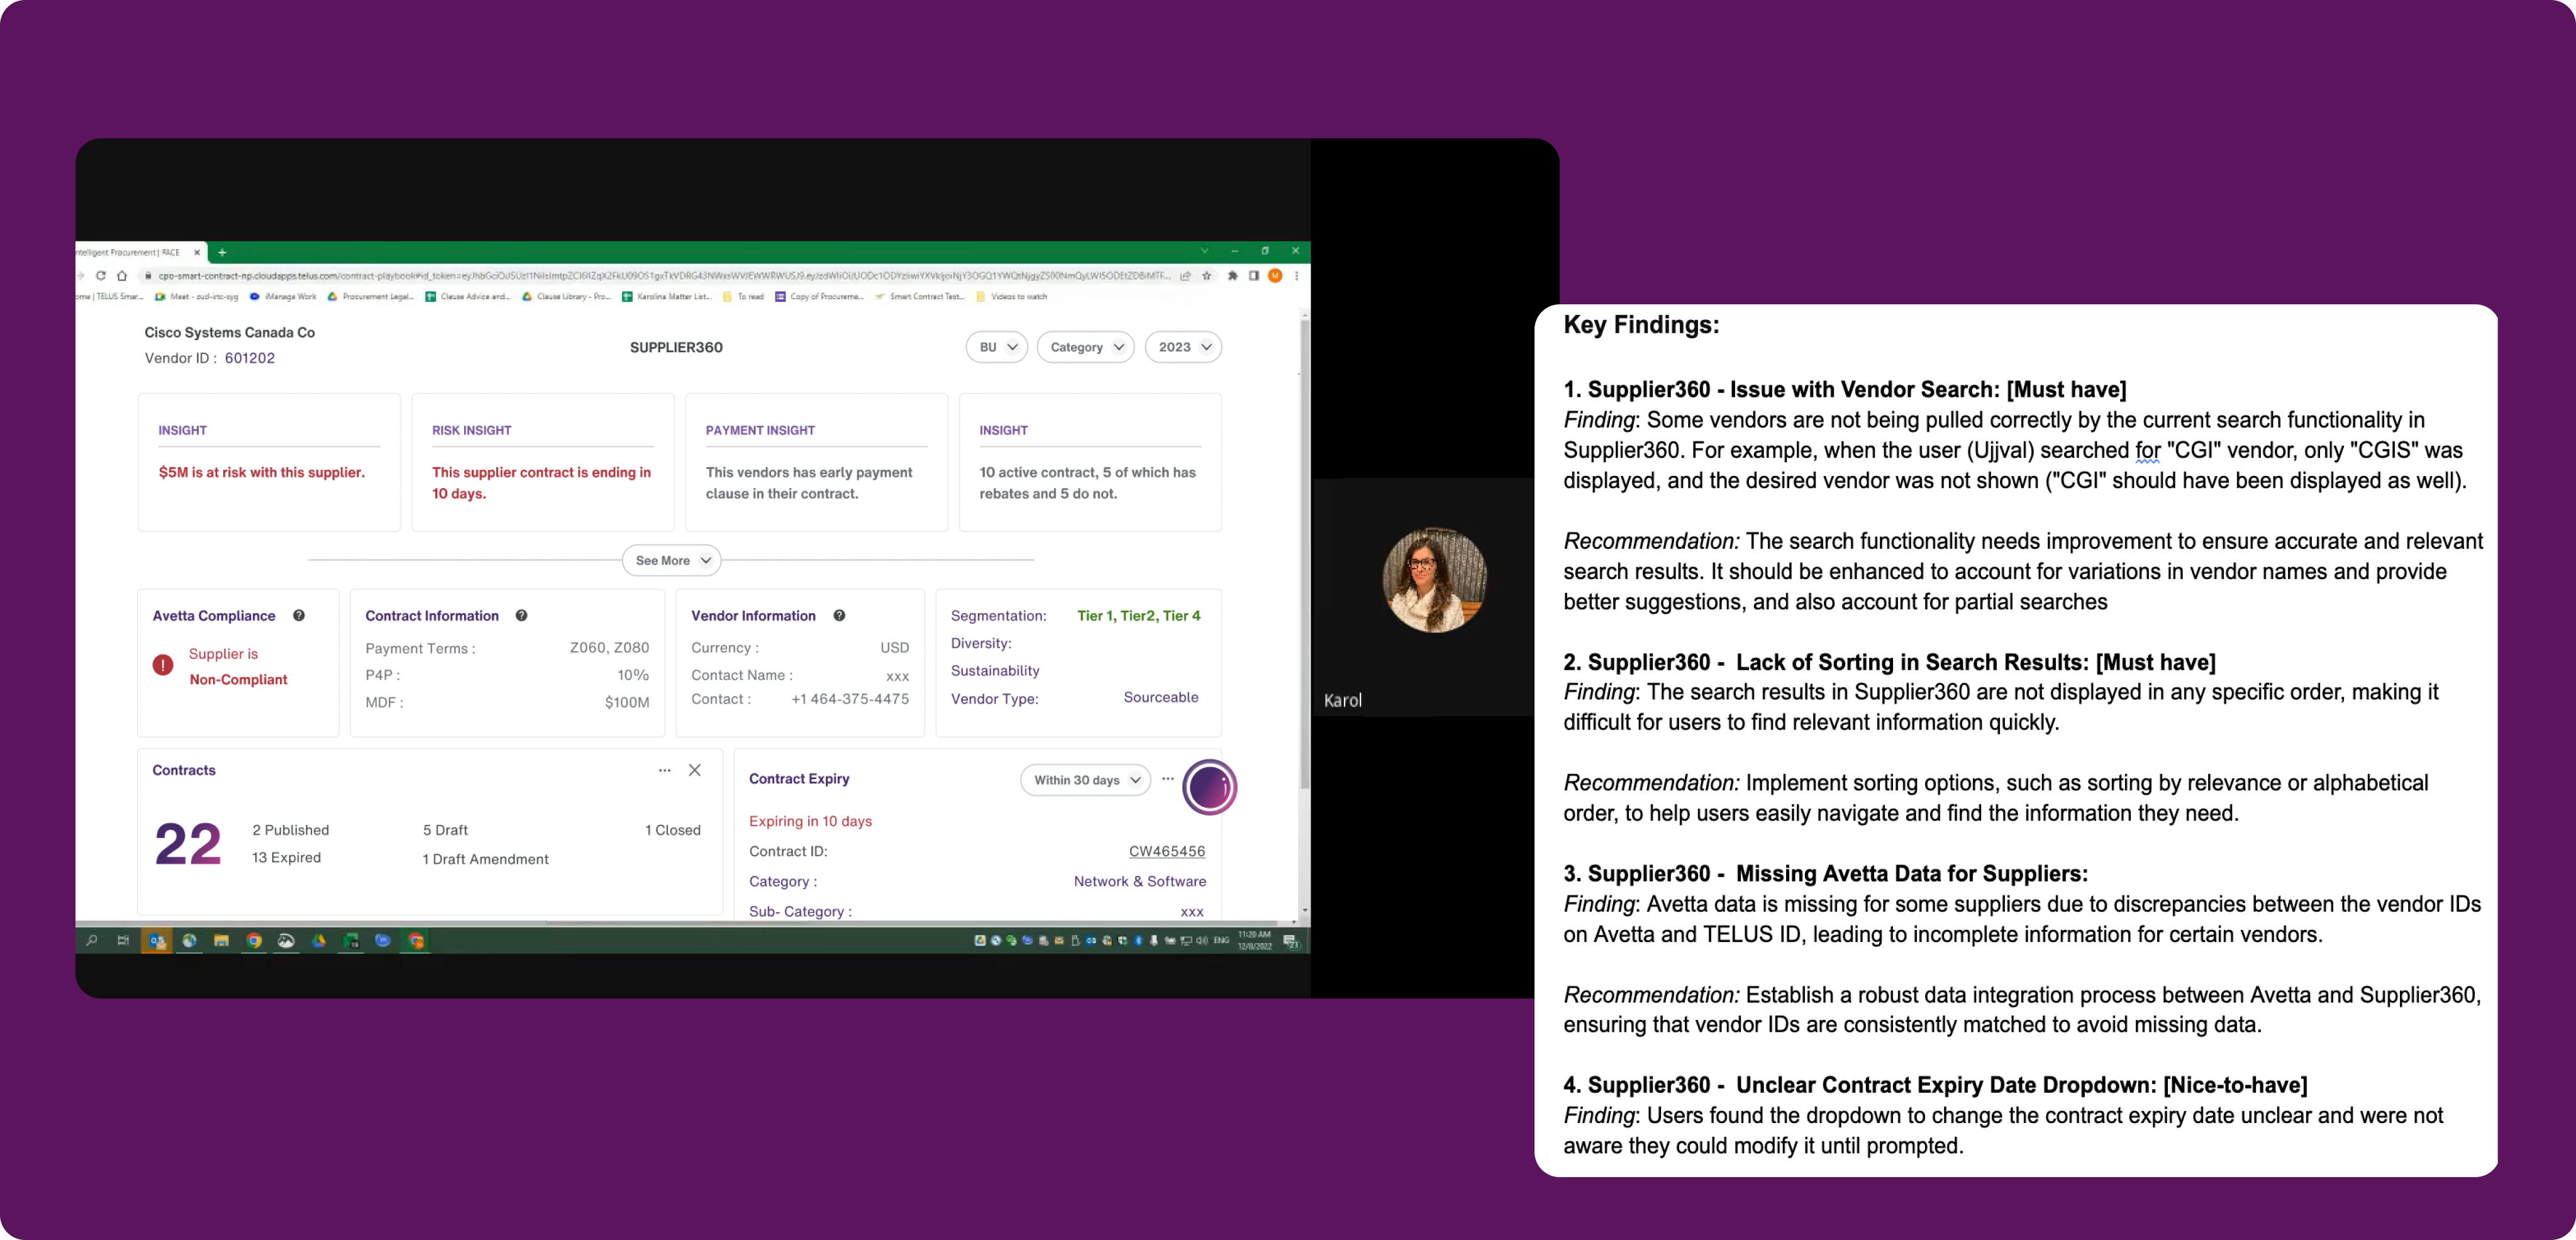 ntelligent Procurement | PACE
Meet - zud-irtc-syg
iManage Work
Procurement Legal...
Clause Advice and...
Clause Library - Pro...
Karolina Matter List...
To read
Copy of Procureme...
Smart Contract Test...
Videos to watch
Cisco Systems Canada Co
Vendor ID : 601202
SUPPLIER360
BU
Category
2023
INSIGHT
$5M is at risk with this supplier.
RISK INSIGHT
This supplier contract is ending in
10 days.
PAYMENT INSIGHT
This vendors has early payment
clause in their contract.
INSIGHT
10 active contract, 5 of which has
rebates and 5 do not.
See More
Avetta Compliance
Supplier is
Non-Compliant
Contract Information
Payment Terms : Z060, Z080
P4P : 10%
MDF : $100M
Vendor Information
Currency : USD
Contact Name : xxx
Contact : +1 464-375-4475
Segmentation: Tier 1, Tier2, Tier 4
Diversity:
Sustainability
Vendor Type: Sourceable
Contracts
22
2 Published
5 Draft
1 Closed
13 Expired
1 Draft Amendment
Contract Expiry
Within 30 days
Expiring in 10 days
Contract ID: CW465456
Category : Network & Software
Sub- Category : xxx
ENG
11:20 AM
12/8/2022
Karol
Key Findings:
1. Supplier360 - Issue with Vendor Search: [Must have]
Finding: Some vendors are not being pulled correctly by the current search functionality in
Supplier360. For example, when the user (Ujjval) searched for "CGI" vendor, only "CGIS" was
displayed, and the desired vendor was not shown ("CGI" should have been displayed as well).
Recommendation: The search functionality needs improvement to ensure accurate and relevant
search results. It should be enhanced to account for variations in vendor names and provide
better suggestions, and also account for partial searches
2. Supplier360 - Lack of Sorting in Search Results: [Must have]
Finding: The search results in Supplier360 are not displayed in any specific order, making it
difficult for users to find relevant information quickly.
Recommendation: Implement sorting options, such as sorting by relevance or alphabetical
order, to help users easily navigate and find the information they need.
3. Supplier360 - Missing Avetta Data for Suppliers:
Finding: Avetta data is missing for some suppliers due to discrepancies between the vendor IDs
on Avetta and TELUS ID, leading to incomplete information for certain vendors.
Recommendation: Establish a robust data integration process between Avetta and Supplier360,
ensuring that vendor IDs are consistently matched to avoid missing data.
4. Supplier360 - Unclear Contract Expiry Date Dropdown: [Nice-to-have]
Finding: Users found the dropdown to change the contract expiry date unclear and were not
aware they could modify it until prompted.